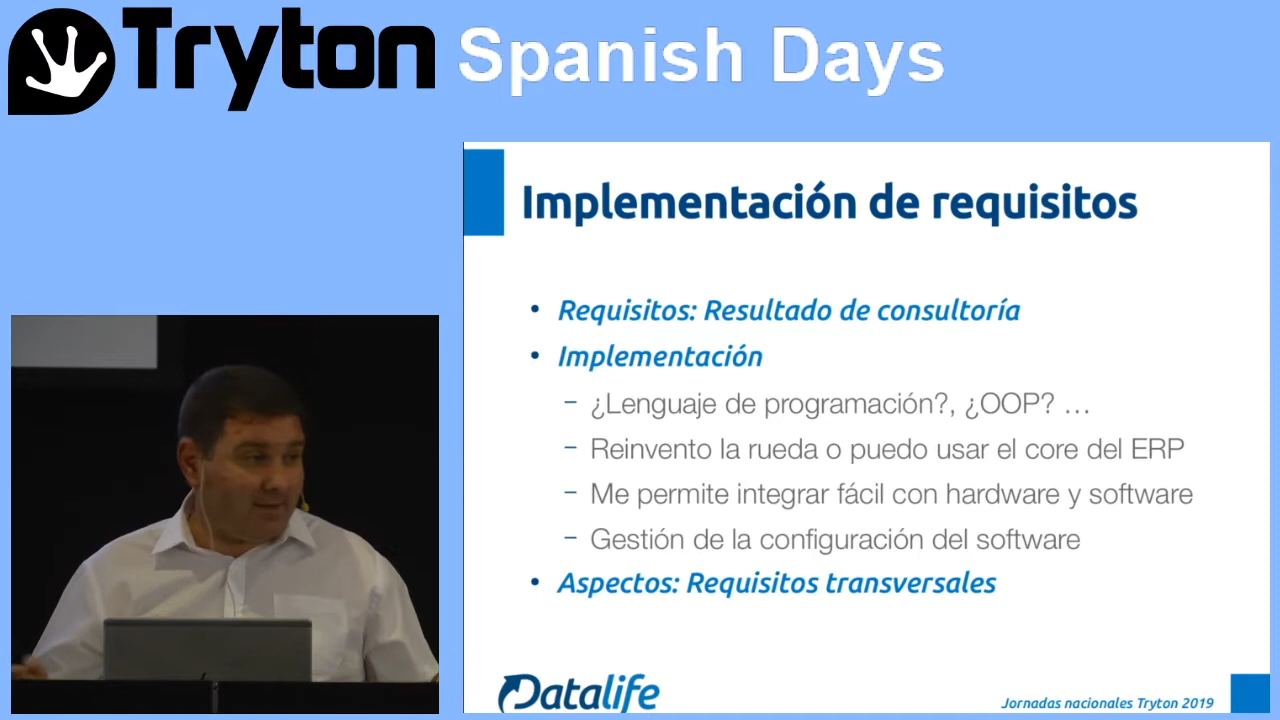 Tryton Spanish Days
Implementación de requisitos
• Requisitos: Resultado de consultoría
• Implementación
– ¿Lenguaje de programación?, ¿OOP? …
– Reinvento la rueda o puedo usar el core del ERP
– Me permite integrar fácil con hardware y software
– Gestión de la configuración del software
• Aspectos: Requisitos transversales
Datalife
Jornadas nacionales Tryton 2019